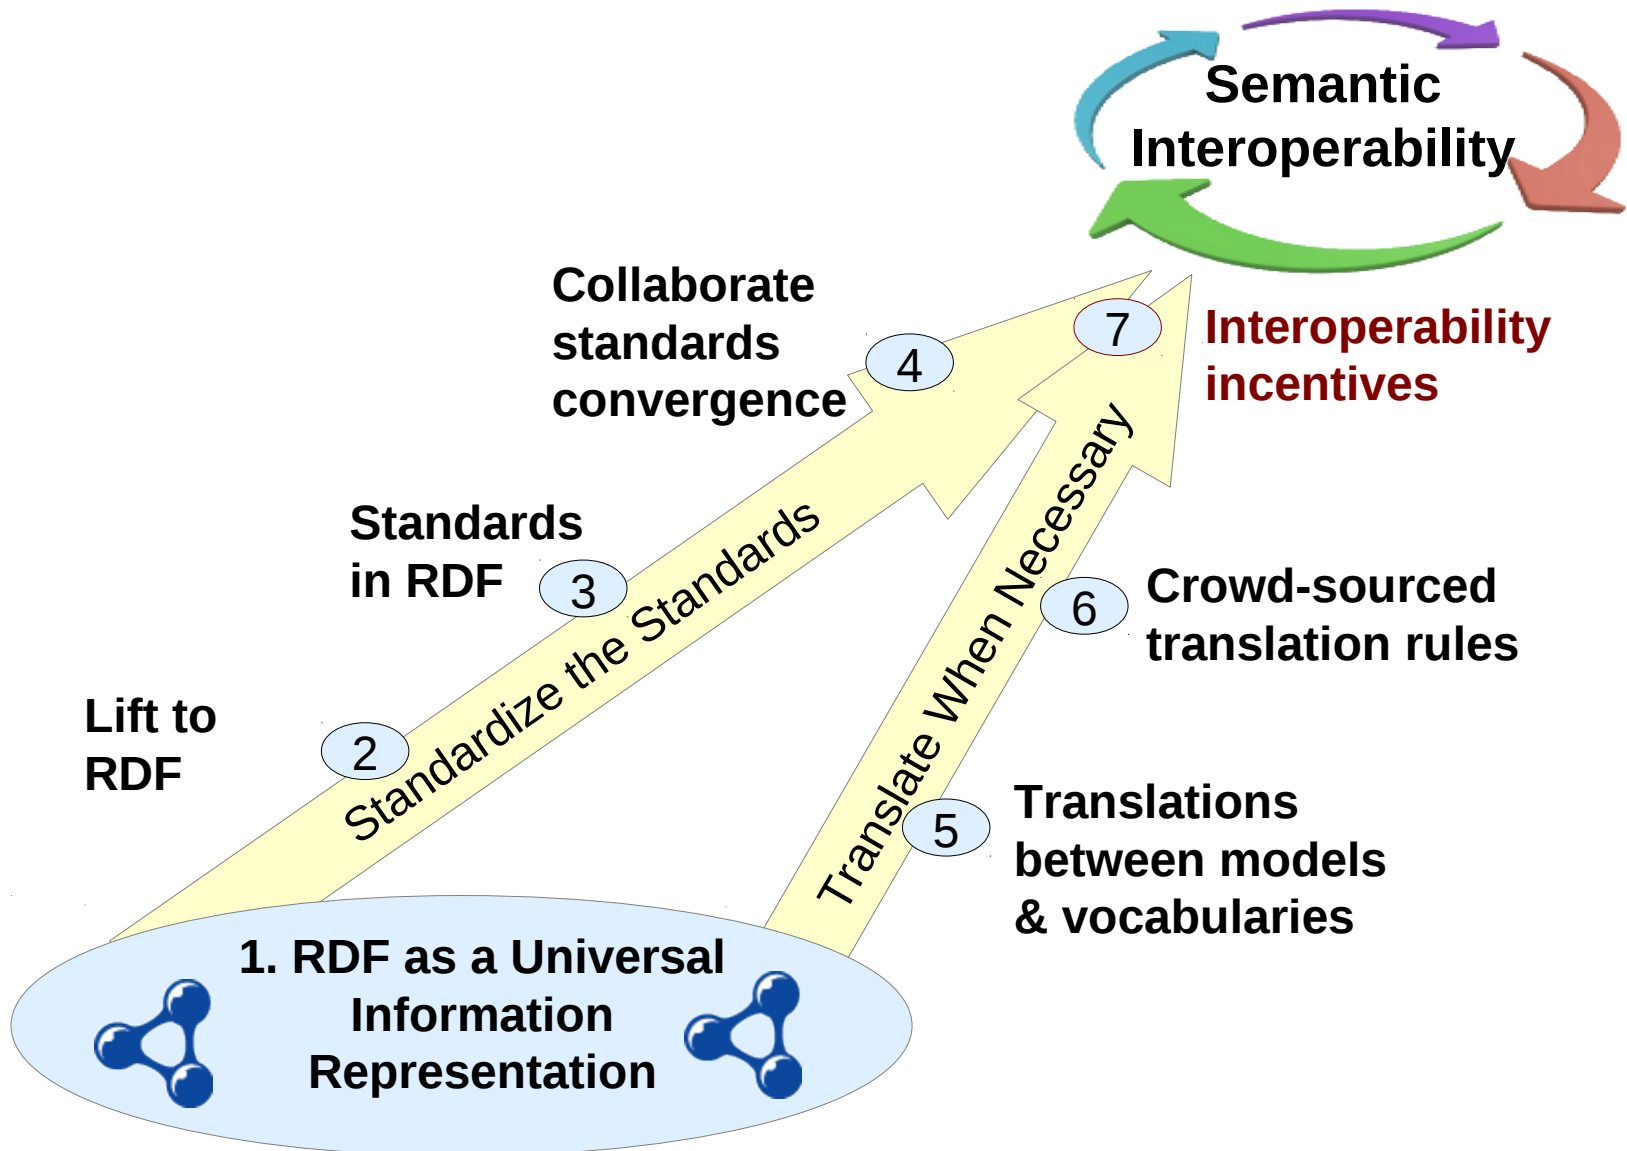 Semantic
Interoperability
Collaborate
standards
convergence
4
7
Interoperability
incentives
Standards
in RDF
3
Standardize the Standards
Translate When Necessary
6
Crowd-sourced
translation rules
Lift to
RDF
2
5
Translations
between models
& vocabularies
1. RDF as a Universal
Information
Representation